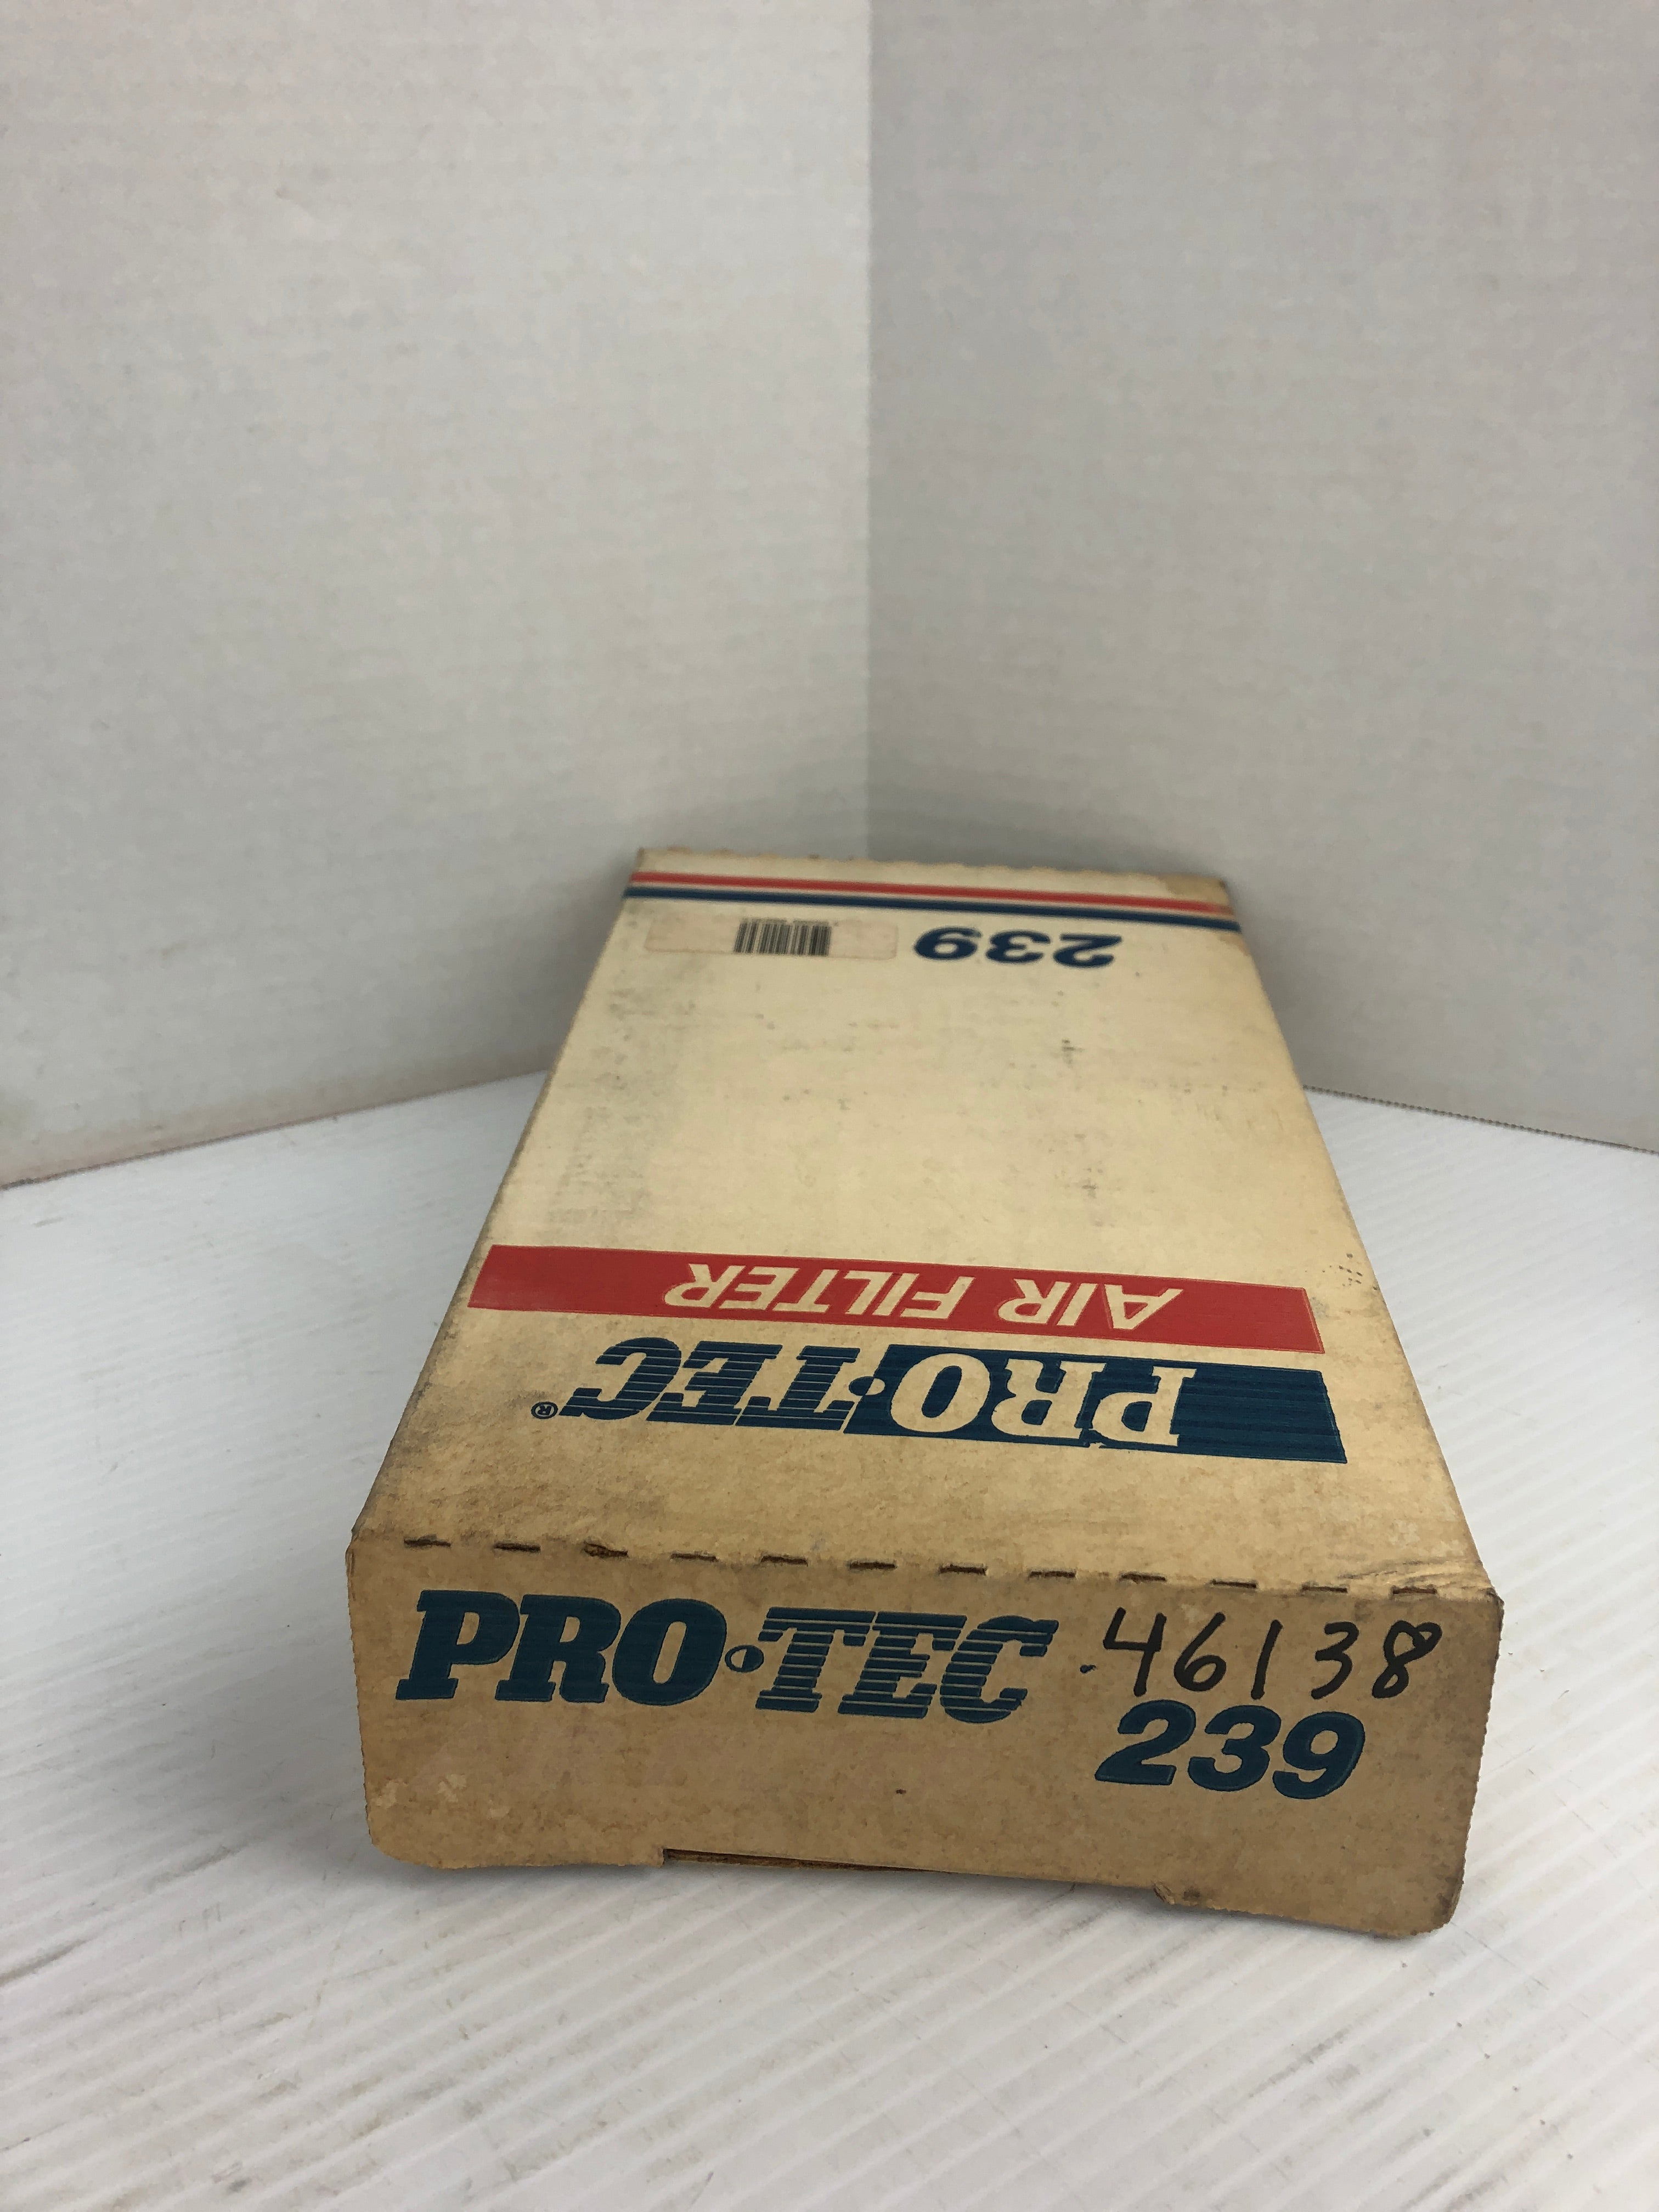 239
AIR FILTER
PRO·TEC®
PRO·TEC
46138
239